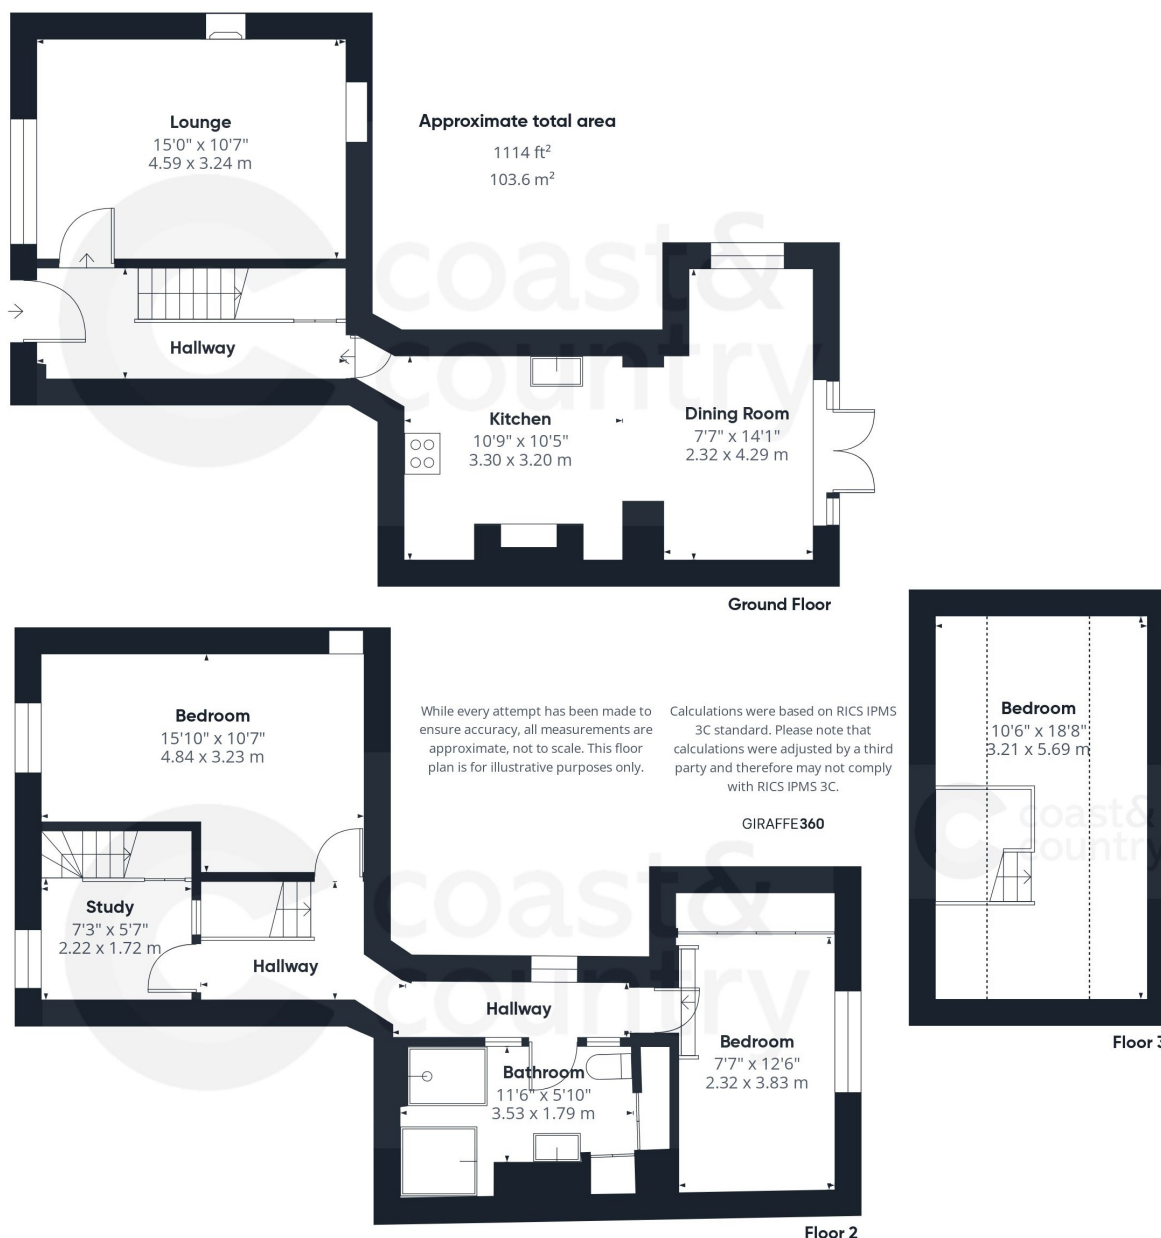 Lounge
15'0" x 10'7"
4.59 x 3.24 m
Approximate total area
1114 ft²
103.6 m²
coast&
country
Hallway
Kitchen
10'9" x 10'5"
3.30 x 3.20 m
Dining Room
7'7" x 14'1"
2.32 x 4.29 m
Ground Floor
Bedroom
15'10" x 10'7"
4.84 x 3.23 m
While every attempt has been made to
ensure accuracy, all measurements are
approximate, not to scale. This floor
plan is for illustrative purposes only.
Calculations were based on RICS IPMS
3C standard. Please note that
calculations were adjusted by a third
party and therefore may not comply
with RICS IPMS 3C.
GIRAFFE360
Bedroom
10'6" x 18'8"
3.21 x 5.69 m
coast&
country
Floor 3
coast&
country
Study
7'3" x 5'7"
2.22 x 1.72 m
Hallway
Hallway
Bathroom
11'6" x 5'10"
3.53 x 1.79 m
Bedroom
7'7" x 12'6"
2.32 x 3.83 m
Floor 2